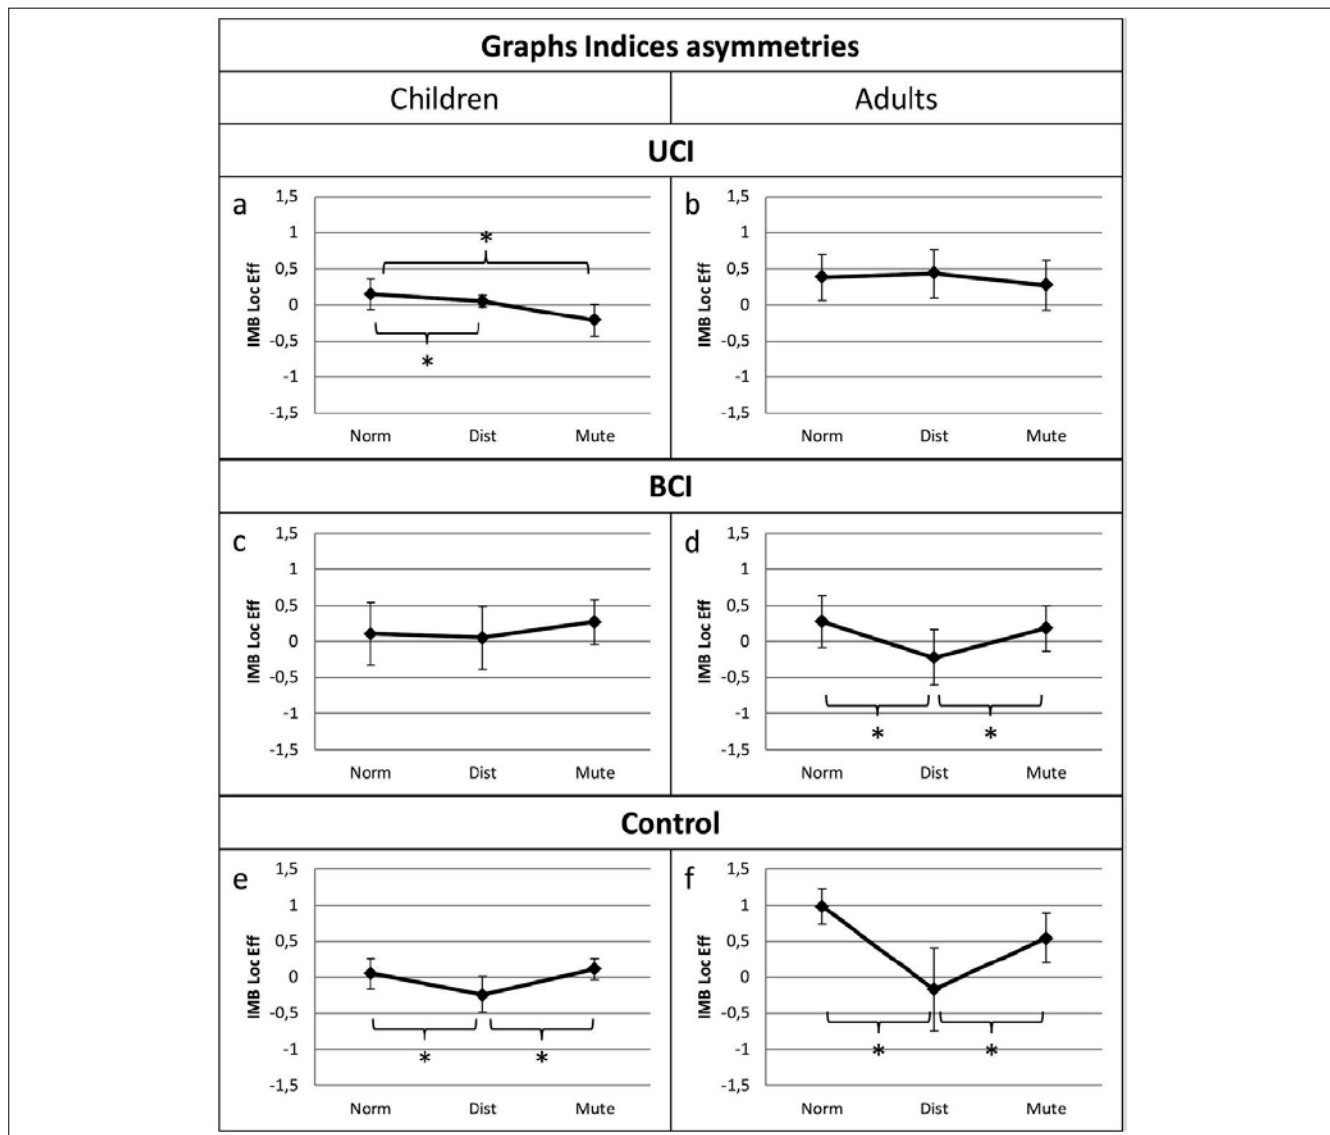 Graphs Indices asymmetries
Children Adults
UCI
a
IMB Loc Eff
1,5
1
0,5
0
-0,5
-1
-1,5
*
*
Norm Dist Mute
b
IMB Loc Eff
1,5
1
0,5
0
-0,5
-1
-1,5
Norm Dist Mute
BCI
c
IMB Loc Eff
1,5
1
0,5
0
-0,5
-1
-1,5
Norm Dist Mute
d
IMB Loc Eff
1,5
1
0,5
0
-0,5
-1
-1,5
* *
Norm Dist Mute
Control
e
IMB Loc Eff
1,5
1
0,5
0
-0,5
-1
-1,5
* *
Norm Dist Mute
f
IMB Loc Eff
1,5
1
0,5
0
-0,5
-1
-1,5
* *
Norm Dist Mute